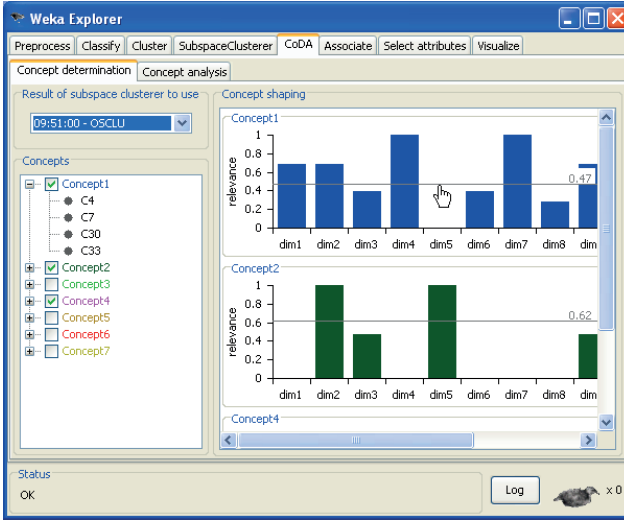 Weka Explorer
Preprocess Classify Cluster SubspaceClusterer CoDA Associate Select attributes Visualize
Concept determination Concept analysis
Result of subspace clusterer to use
09:51:00 - OSCLU
Concepts
Concept1
C4
C7
C30
C33
Concept2
Concept3
Concept4
Concept5
Concept6
Concept7
Concept shaping
Concept1
relevance
1
0.8
0.6
0.4
0.2
0
0.47
dim1 dim2 dim3 dim4 dim5 dim6 dim7 dim8 dim
Concept2
relevance
1
0.8
0.6
0.4
0.2
0
0.62
dim1 dim2 dim3 dim4 dim5 dim6 dim7 dim8 dim
Concept4
Status
OK
Log
x 0